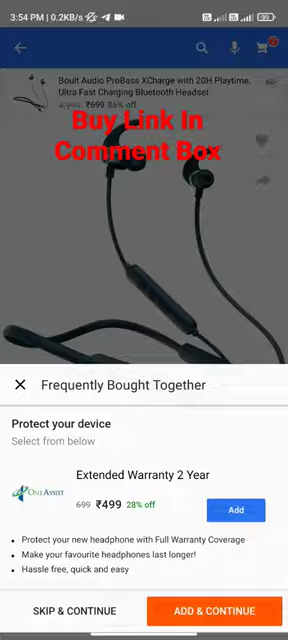 3:54 PM | 0.2KB/s
Boult Audio ProBass XCharge with 20H Playtime,
Ultra Fast Charging Bluetooth Headset
4,999 ₹699 86% off
AD
Buy Link In
Comment Box
Frequently Bought Together
Protect your device
Select from below
Extended Warranty 2 Year
ONEASSIST
699 ₹499 28% off
Add
Protect your new headphone with Full Warranty Coverage
Make your favourite headphones last longer!
Hassle free, quick and easy
SKIP & CONTINUE
ADD & CONTINUE